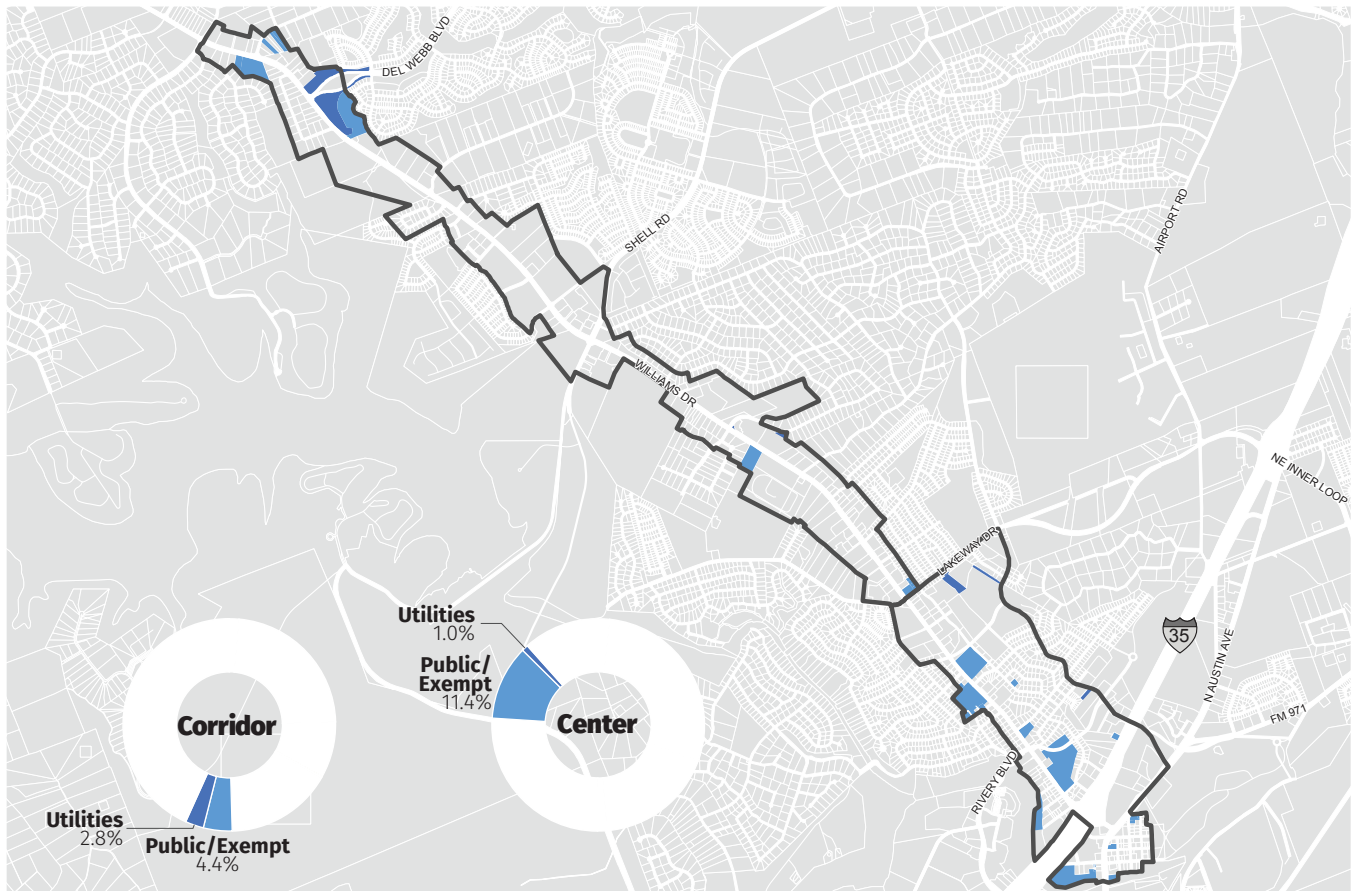 DEL WEBB BLVD
SHELL RD
AIRPORT RD
WILLIAMS DR
NE INNER LOOP
LAKEWAY DR
35
N AUSTIN AVE
FM 971
RIVERY BLVD
Utilities
1.0%
Public/
Exempt
11.4%
Center
Corridor
Utilities
2.8%
Public/Exempt
4.4%